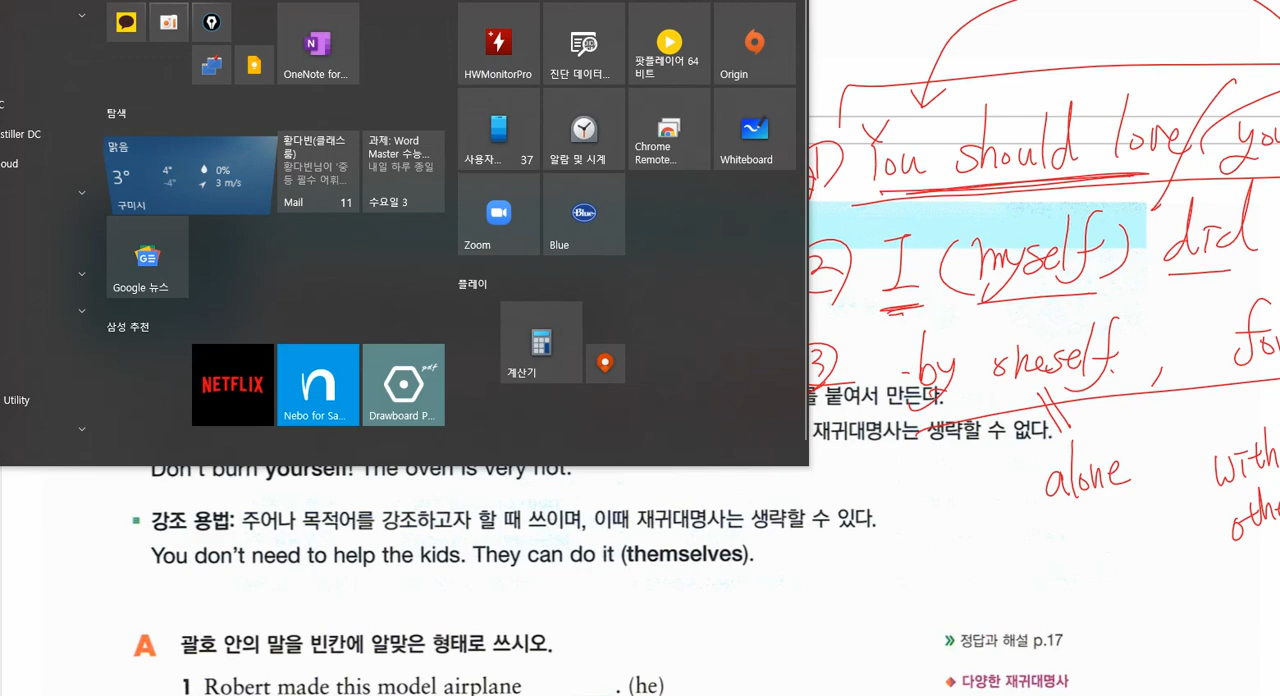 OneNote for...
HWMonitorPro
진단 데이터...
팟플레이어 64
비트
Origin
탐색
stiller DC
oud
맑음
3°
4°
-4°
0%
3 m/s
구미시
황다빈(클래스
룸)
황다빈님이 '중
등 필수 어휘...
Mail 11
과제: Word
Master 수능...
내일 하루 종일
수요일 3
사용자... 37
알람 및 시계
Chrome
Remote...
Whiteboard
Zoom
Blue
Google 뉴스
플레이
계산기
삼성 추천
NETFLIX
Nebo for Sa...
Drawboard P...
Utility
1) You should love you
2) I (myself) did
3) by sheself. , for
alone
with
othe
를 붙여서 만든다.
재귀대명사는 생략할 수 없다.
Don't burn yourself! The oven is very hot.
강조 용법: 주어나 목적어를 강조하고자 할 때 쓰이며, 이때 재귀대명사는 생략할 수 있다.
You don't need to help the kids. They can do it (themselves).
A 괄호 안의 말을 빈칸에 알맞은 형태로 쓰시오.
정답과 해설 p.17
다양한 재귀대명사
1 Robert made this model airplane ______. (he)